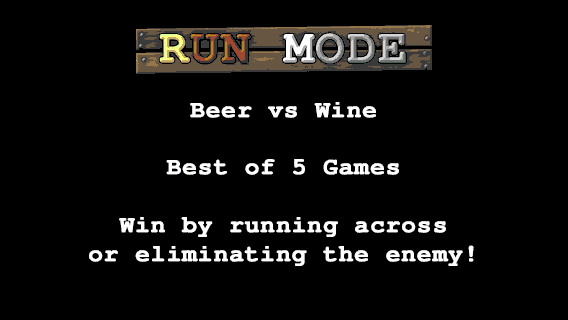 RUN MODE
Beer vs Wine
Best of 5 Games
Win by running across
or eliminating the enemy!